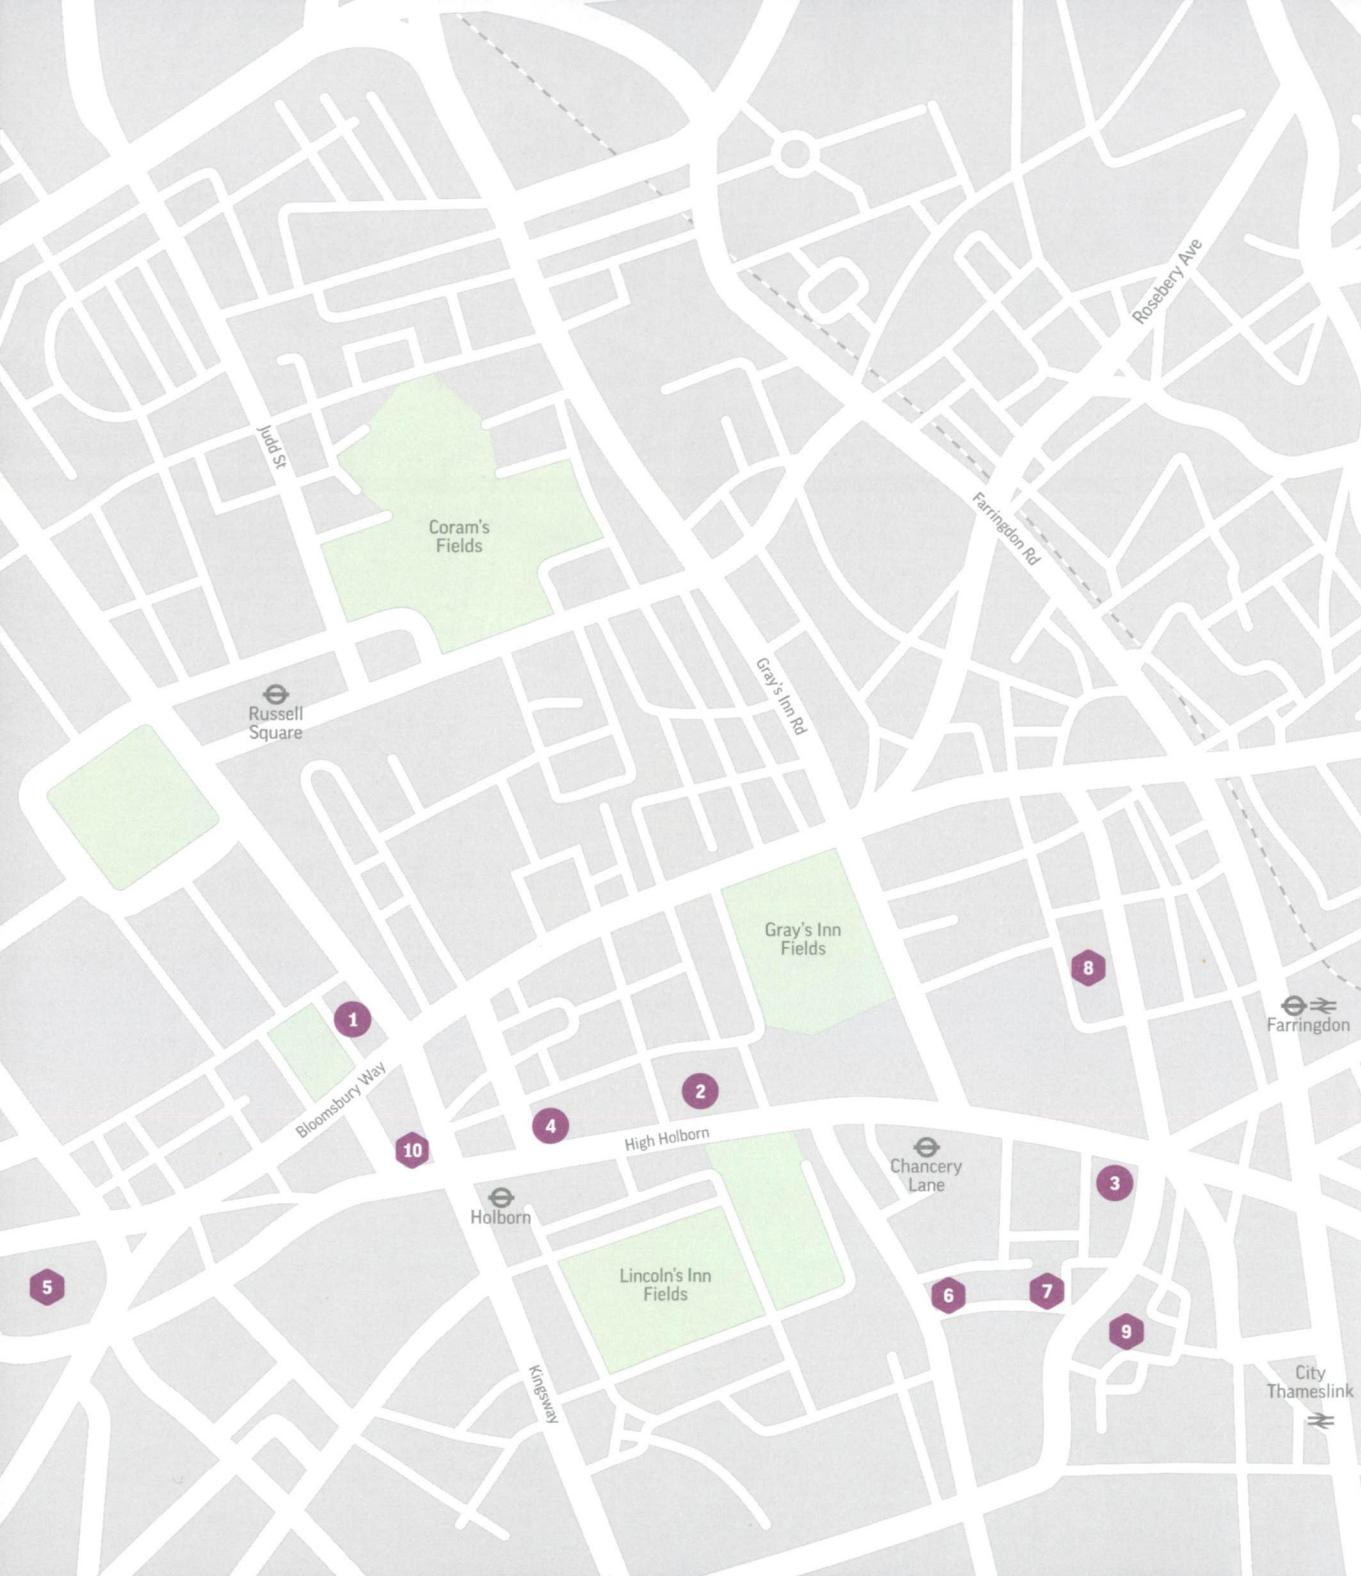 Rosebery Ave
Judd St
Coram's
Fields
Farringdon Rd
Gray's Inn Rd
Russell
Square
Gray's Inn
Fields
8
Farringdon
1
Bloomsbury Way
2
4
High Holborn
10
Chancery
Lane
3
Holborn
5
Lincoln's Inn
Fields
6
7
9
City
Thameslink
Kingsway